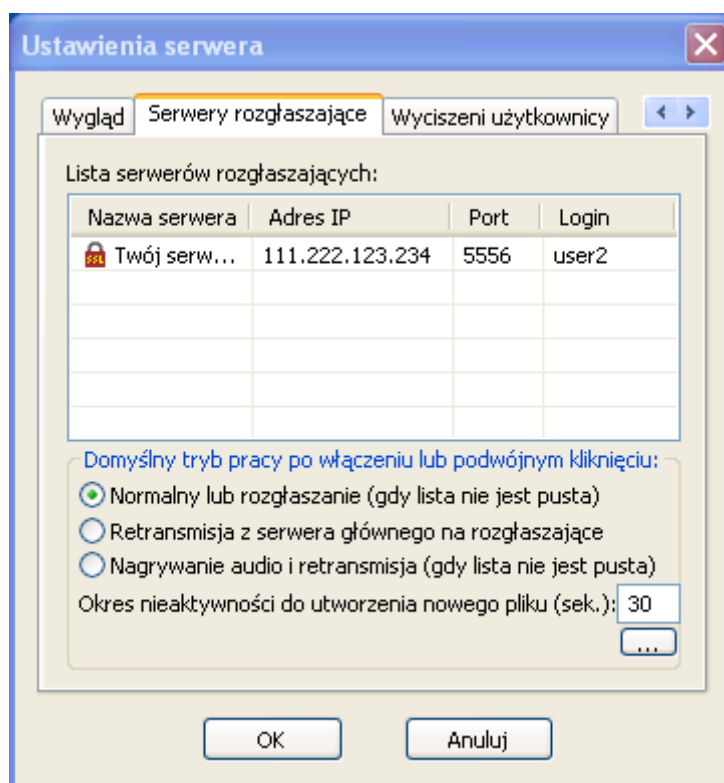 Ustawienia serwera
Wygląd Serwery rozgłaszające Wyciszeni użytkownicy
Lista serwerów rozgłaszających:
Nazwa serwera Adres IP Port Login
SSL Twój serw... 111.222.123.234 5556 user2
Domyślny tryb pracy po włączeniu lub podwójnym kliknięciu:
Normalny lub rozgłaszanie (gdy lista nie jest pusta)
Retransmisja z serwera głównego na rozgłaszające
Nagrywanie audio i retransmisja (gdy lista nie jest pusta)
Okres nieaktywności do utworzenia nowego pliku (sek.): 30
...
OK Anuluj